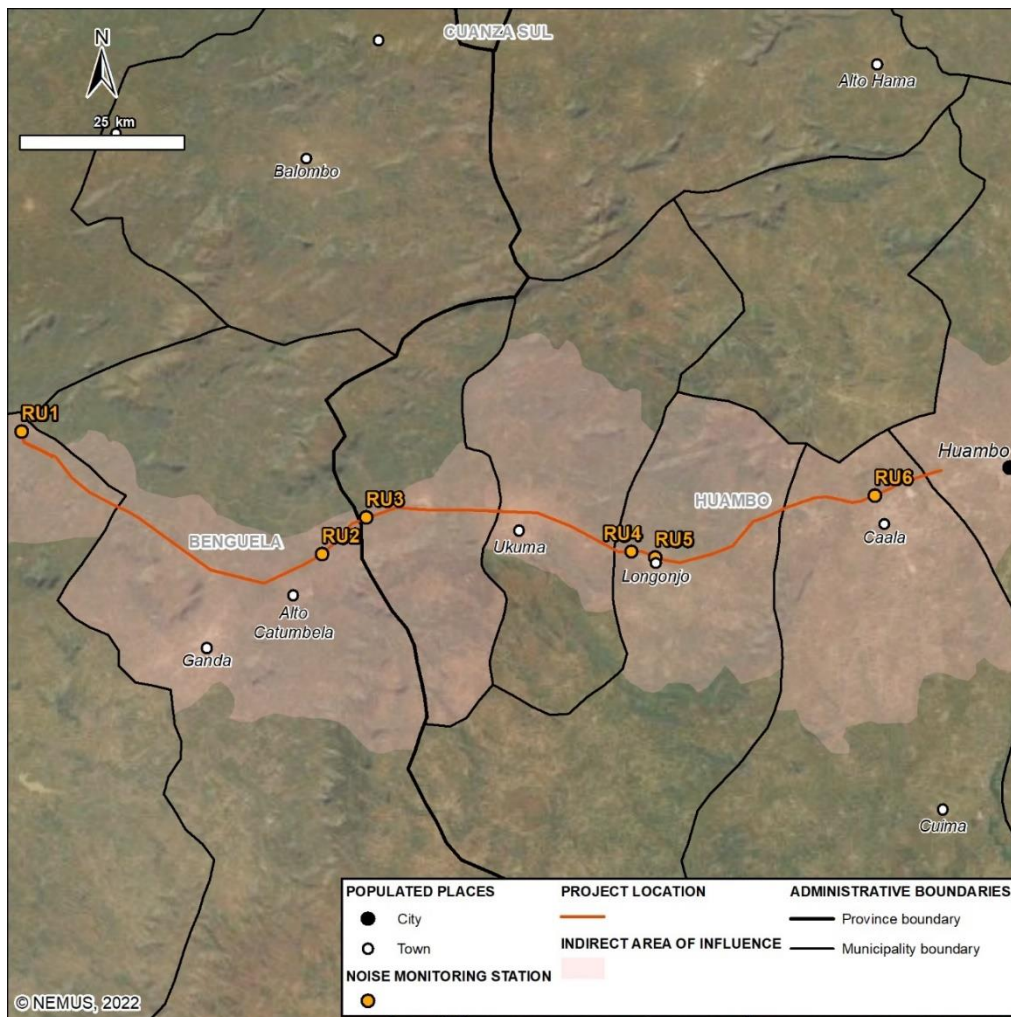 CUANZA SUL
N
Alto Hama
25 km
Balombo
RU1
Huambo
RU6
RU3
HUAMBO
BENGUELA
RU2
Ukuma
RU4
RU5
Caala
Longonjo
Alto
Catumbela
Ganda
Cuima
POPULATED PLACES
City
Town
NOISE MONITORING STATION
PROJECT LOCATION
INDIRECT AREA OF INFLUENCE
ADMINISTRATIVE BOUNDARIES
Province boundary
Municipality boundary
© NEMUS, 2022